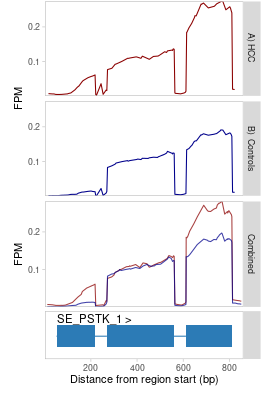 0.2
0.1
A) HCC
FPM
0.2
0.1
B) Controls
FPM
0.2
0.1
Combined
SE_PSTK_1 >
200 400 600 800
Distance from region start (bp)